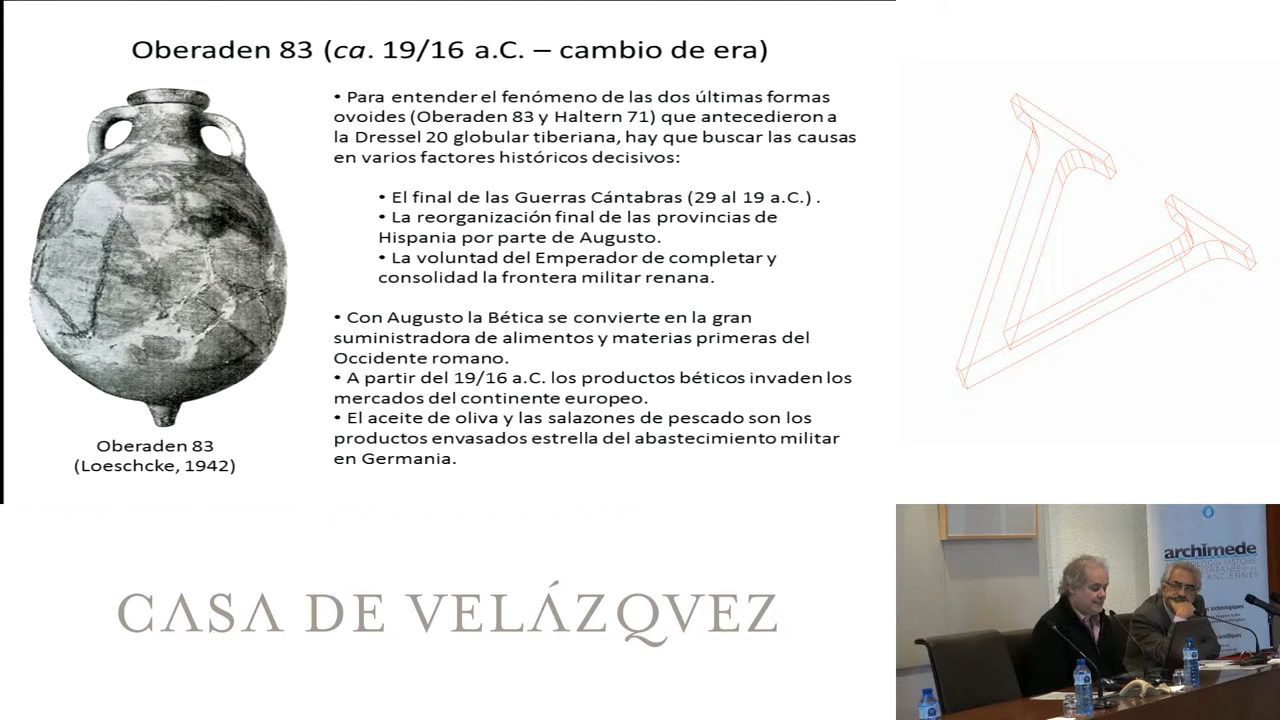 Oberaden 83 (ca. 19/16 a.C. – cambio de era)
• Para entender el fenómeno de las dos últimas formas
ovoides (Oberaden 83 y Haltern 71) que antecedieron a
la Dressel 20 globular tiberiana, hay que buscar las causas
en varios factores históricos decisivos:
• El final de las Guerras Cántabras (29 al 19 a.C.) .
• La reorganización final de las provincias de
Hispania por parte de Augusto.
• La voluntad del Emperador de completar y
consolidad la frontera militar renana.
• Con Augusto la Bética se convierte en la gran
suministradora de alimentos y materias primeras del
Occidente romano.
• A partir del 19/16 a.C. los productos béticos invaden los
mercados del continente europeo.
• El aceite de oliva y las salazones de pescado son los
productos envasados estrella del abastecimiento militar
en Germania.
Oberaden 83
(Loeschcke, 1942)
CASA DE VELÁZQVEZ
archimede
ANCIENNES